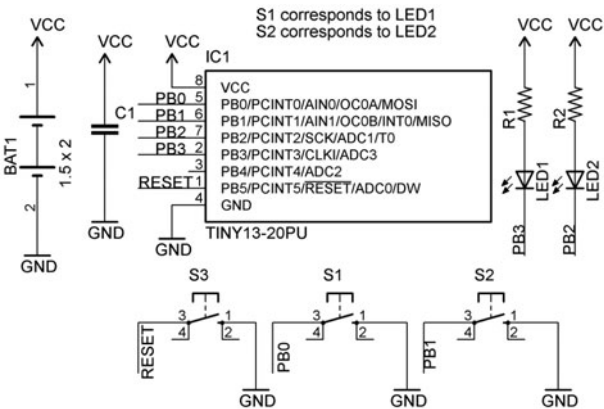 S1 corresponds to LED1
S2 corresponds to LED2
VCC
VCC
VCC
VCC
VCC
IC1
1
BAT1
1.5 x 2
2
GND
C1
GND
8 VCC
PB0 5 PB0/PCINT0/AIN0/OC0A/MOSI
PB1 6 PB1/PCINT1/AIN1/OC0B/INT0/MISO
PB2 7 PB2/PCINT2/SCK/ADC1/T0
PB3 2 PB3/PCINT3/CLKI/ADC3
3 PB4/PCINT4/ADC2
RESET 1 PB5/PCINT5/RESET/ADC0/DW
4 GND
GND
TINY13-20PU
R1
LED1
PB3
R2
LED2
PB2
S3
3 1
4 2
RESET
GND
S1
3 1
4 2
PB0
GND
S2
3 1
4 2
PB1
GND